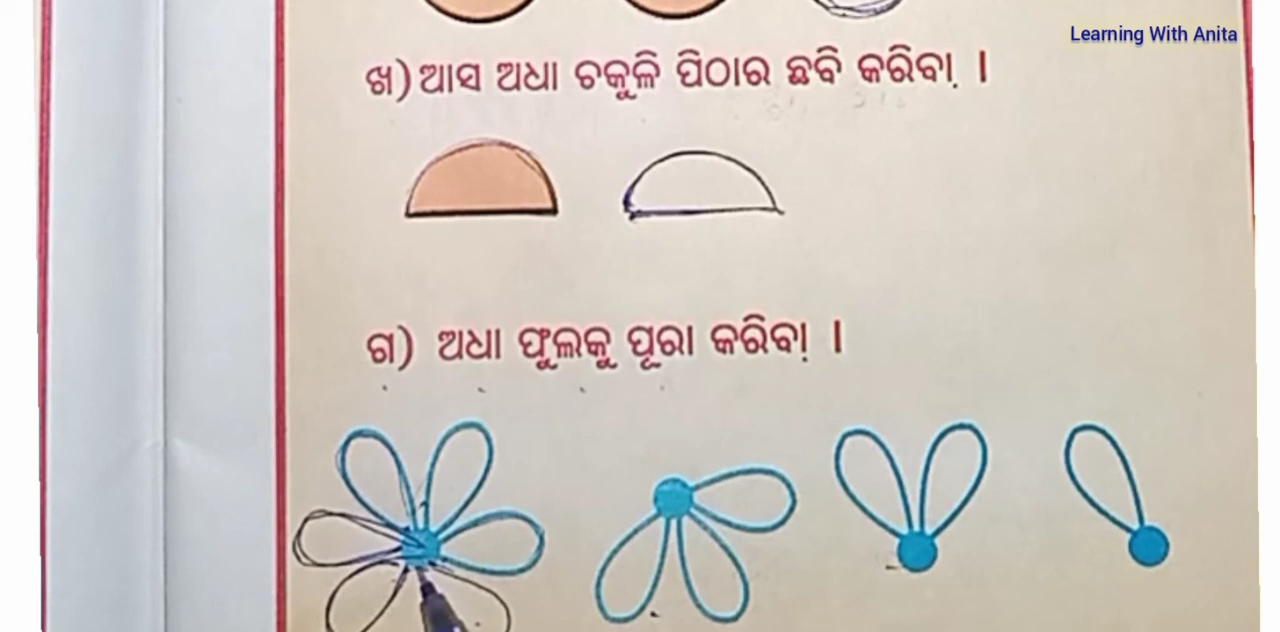 Learning With Anita
ଖ) ଆସ ଅଧା ଚକୁଳି ପିଠାର ଛବି କରିବା ।
ଗ) ଅଧା ଫୁଲକୁ ପୂରା କରିବା ।